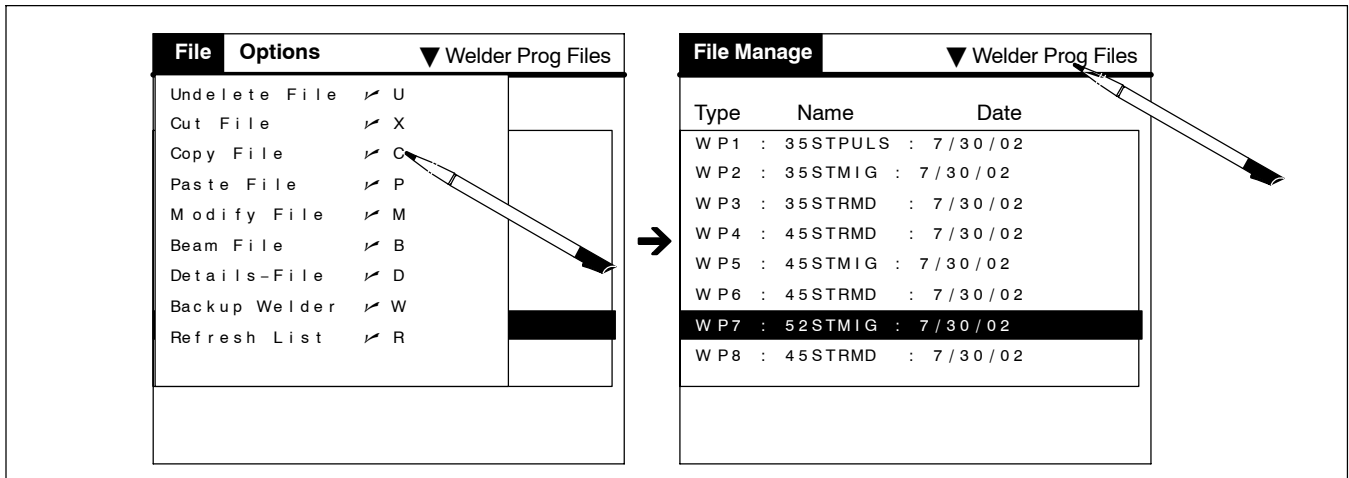 File Options ▼ Welder Prog Files
Undelete File U
Cut File X
Copy File C
Paste File P
Modify File M
Beam File B
Details-File D
Backup Welder W
Refresh List R
File Manage ▼ Welder Prog Files
Type Name Date
WP1 : 35STPULS : 7/30/02
WP2 : 35STMIG : 7/30/02
WP3 : 35STRMD : 7/30/02
WP4 : 45STRMD : 7/30/02
WP5 : 45STMIG : 7/30/02
WP6 : 45STRMD : 7/30/02
WP7 : 52STMIG : 7/30/02
WP8 : 45STRMD : 7/30/02